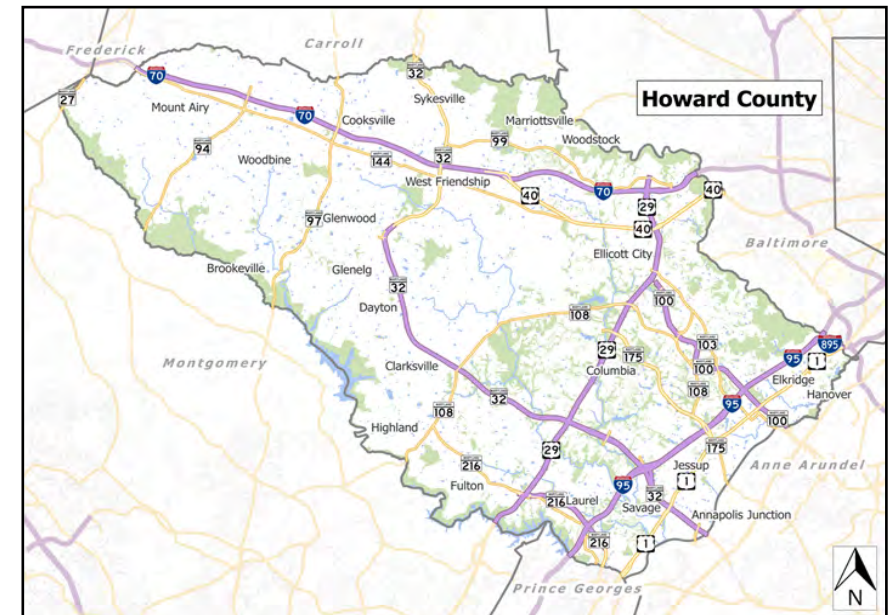 Frederick
Carroll
70
32
27
Mount Airy
Sykesville
Howard County
70
Cooksville
Marriottsville
94
Woodbine
144
32
99
Woodstock
West Friendship
40
70
29
40
97
Glenwood
40
Baltimore
Brookeville
Glenelg
Ellicott City
32
Dayton
108
100
Montgomery
29
175
103
95
895
Clarksville
Columbia
100
1
Elkridge
108
32
108
95
Hanover
100
Highland
29
175
216
Jessup
Anne Arundel
Fulton
95
1
216
Laurel
32
Savage
Annapolis Junction
216
1
Prince Georges
N